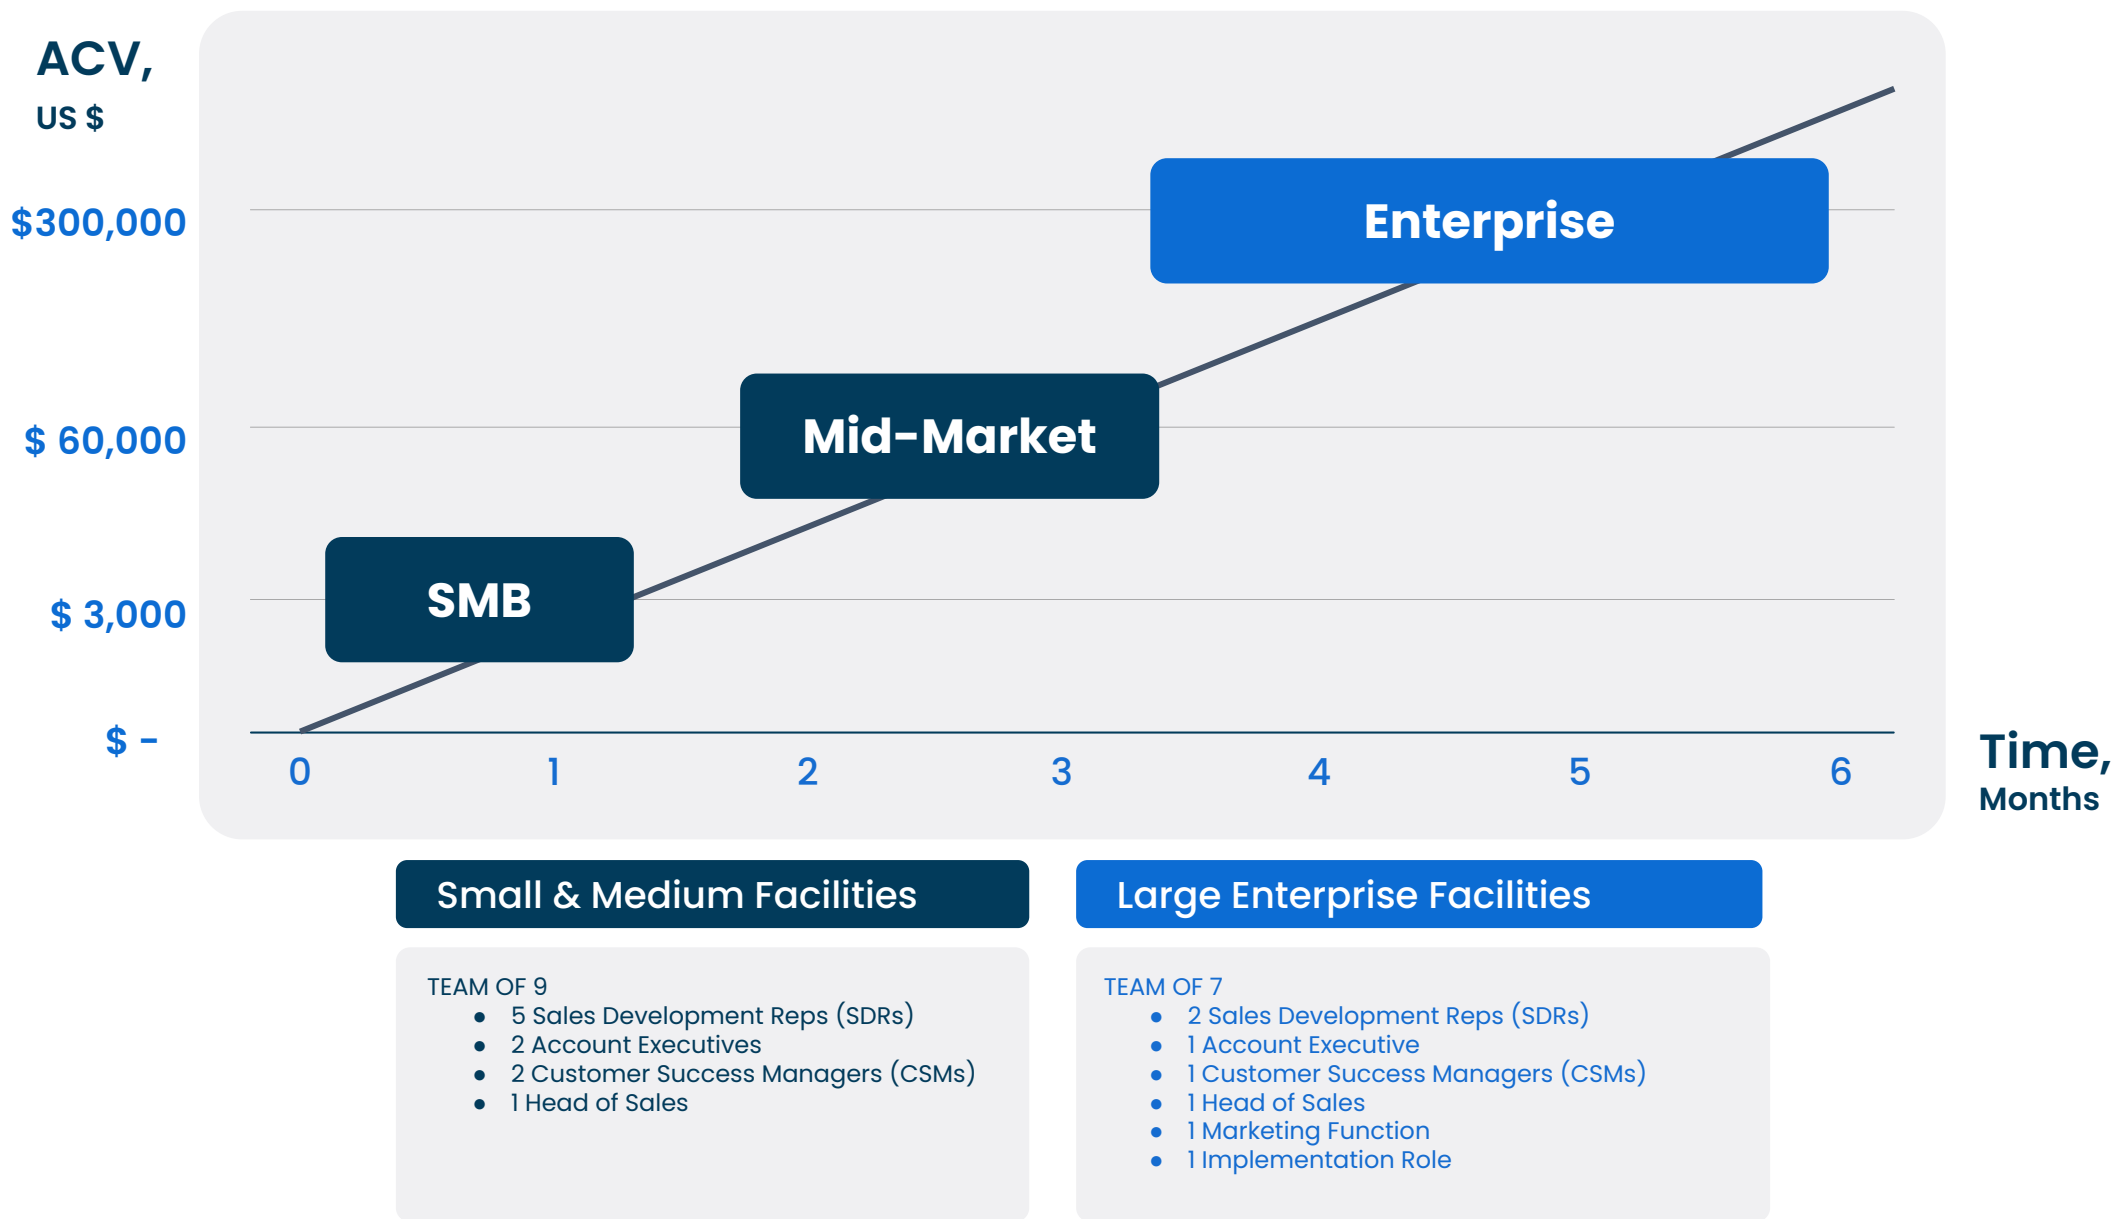 ACV,
US $
$300,000
Enterprise
$ 60,000
Mid-Market
$ 3,000
SMB
$ -
0 1 2 3 4 5 6
Time,
Months
Small & Medium Facilities
TEAM OF 9
● 5 Sales Development Reps (SDRs)
● 2 Account Executives
● 2 Customer Success Managers (CSMs)
● 1 Head of Sales
Large Enterprise Facilities
TEAM OF 7
● 2 Sales Development Reps (SDRs)
● 1 Account Executive
● 1 Customer Success Managers (CSMs)
● 1 Head of Sales
● 1 Marketing Function
● 1 Implementation Role